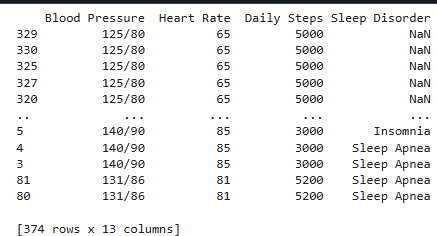 Blood Pressure  Heart Rate  Daily Steps Sleep Disorder
329         125/80          65         5000            NaN
330         125/80          65         5000            NaN
325         125/80          65         5000            NaN
327         125/80          65         5000            NaN
320         125/80          65         5000            NaN
..             ...         ...          ...            ...
5           140/90          85         3000       Insomnia
4           140/90          85         3000    Sleep Apnea
3           140/90          85         3000    Sleep Apnea
81          131/86          81         5200    Sleep Apnea
80          131/86          81         5200    Sleep Apnea
[374 rows x 13 columns]